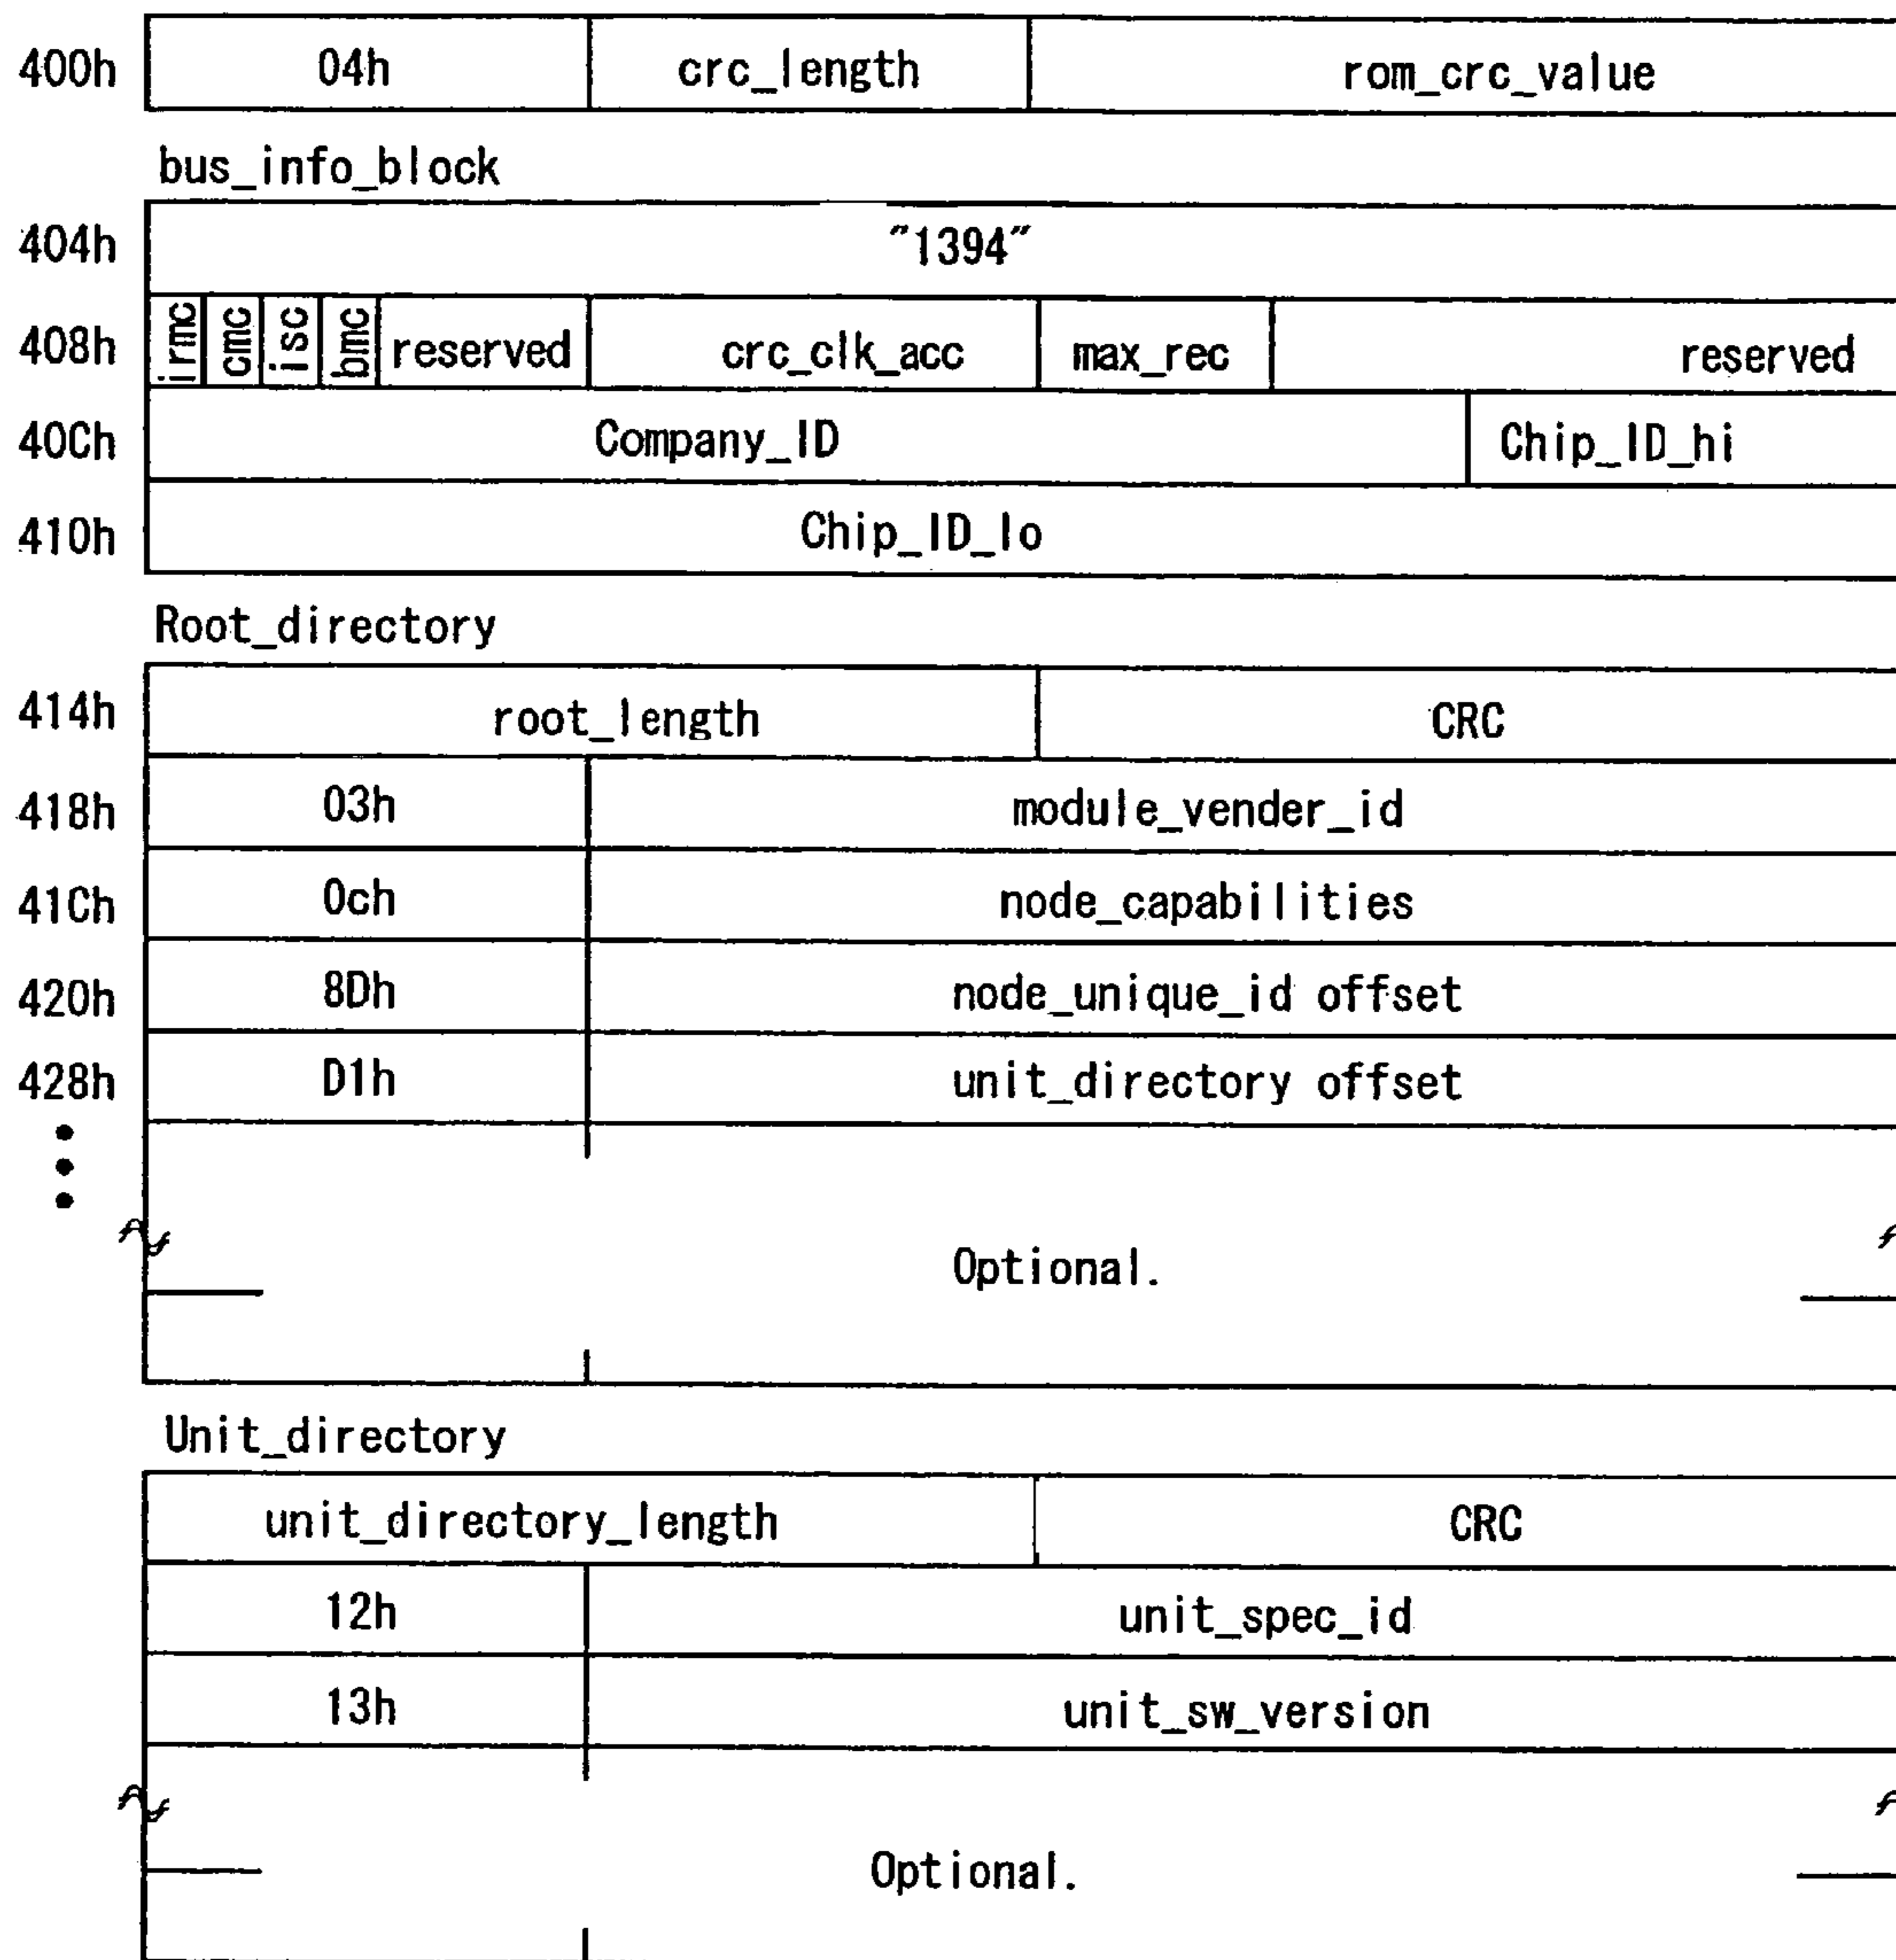 400h 04h crc_length rom_crc_value
bus_info_block
404h "1394"
408h irmc cmc isc bmc reserved crc_clk_acc max_rec reserved
40Ch Company_ID Chip_ID_hi
410h Chip_ID_lo
Root_directory
414h root_length CRC
418h 03h module_vender_id
41Ch 0ch node_capabilities
420h 8Dh node_unique_id offset
428h D1h unit_directory offset
Optional.
Unit_directory
unit_directory_length CRC
12h unit_spec_id
13h unit_sw_version
Optional.